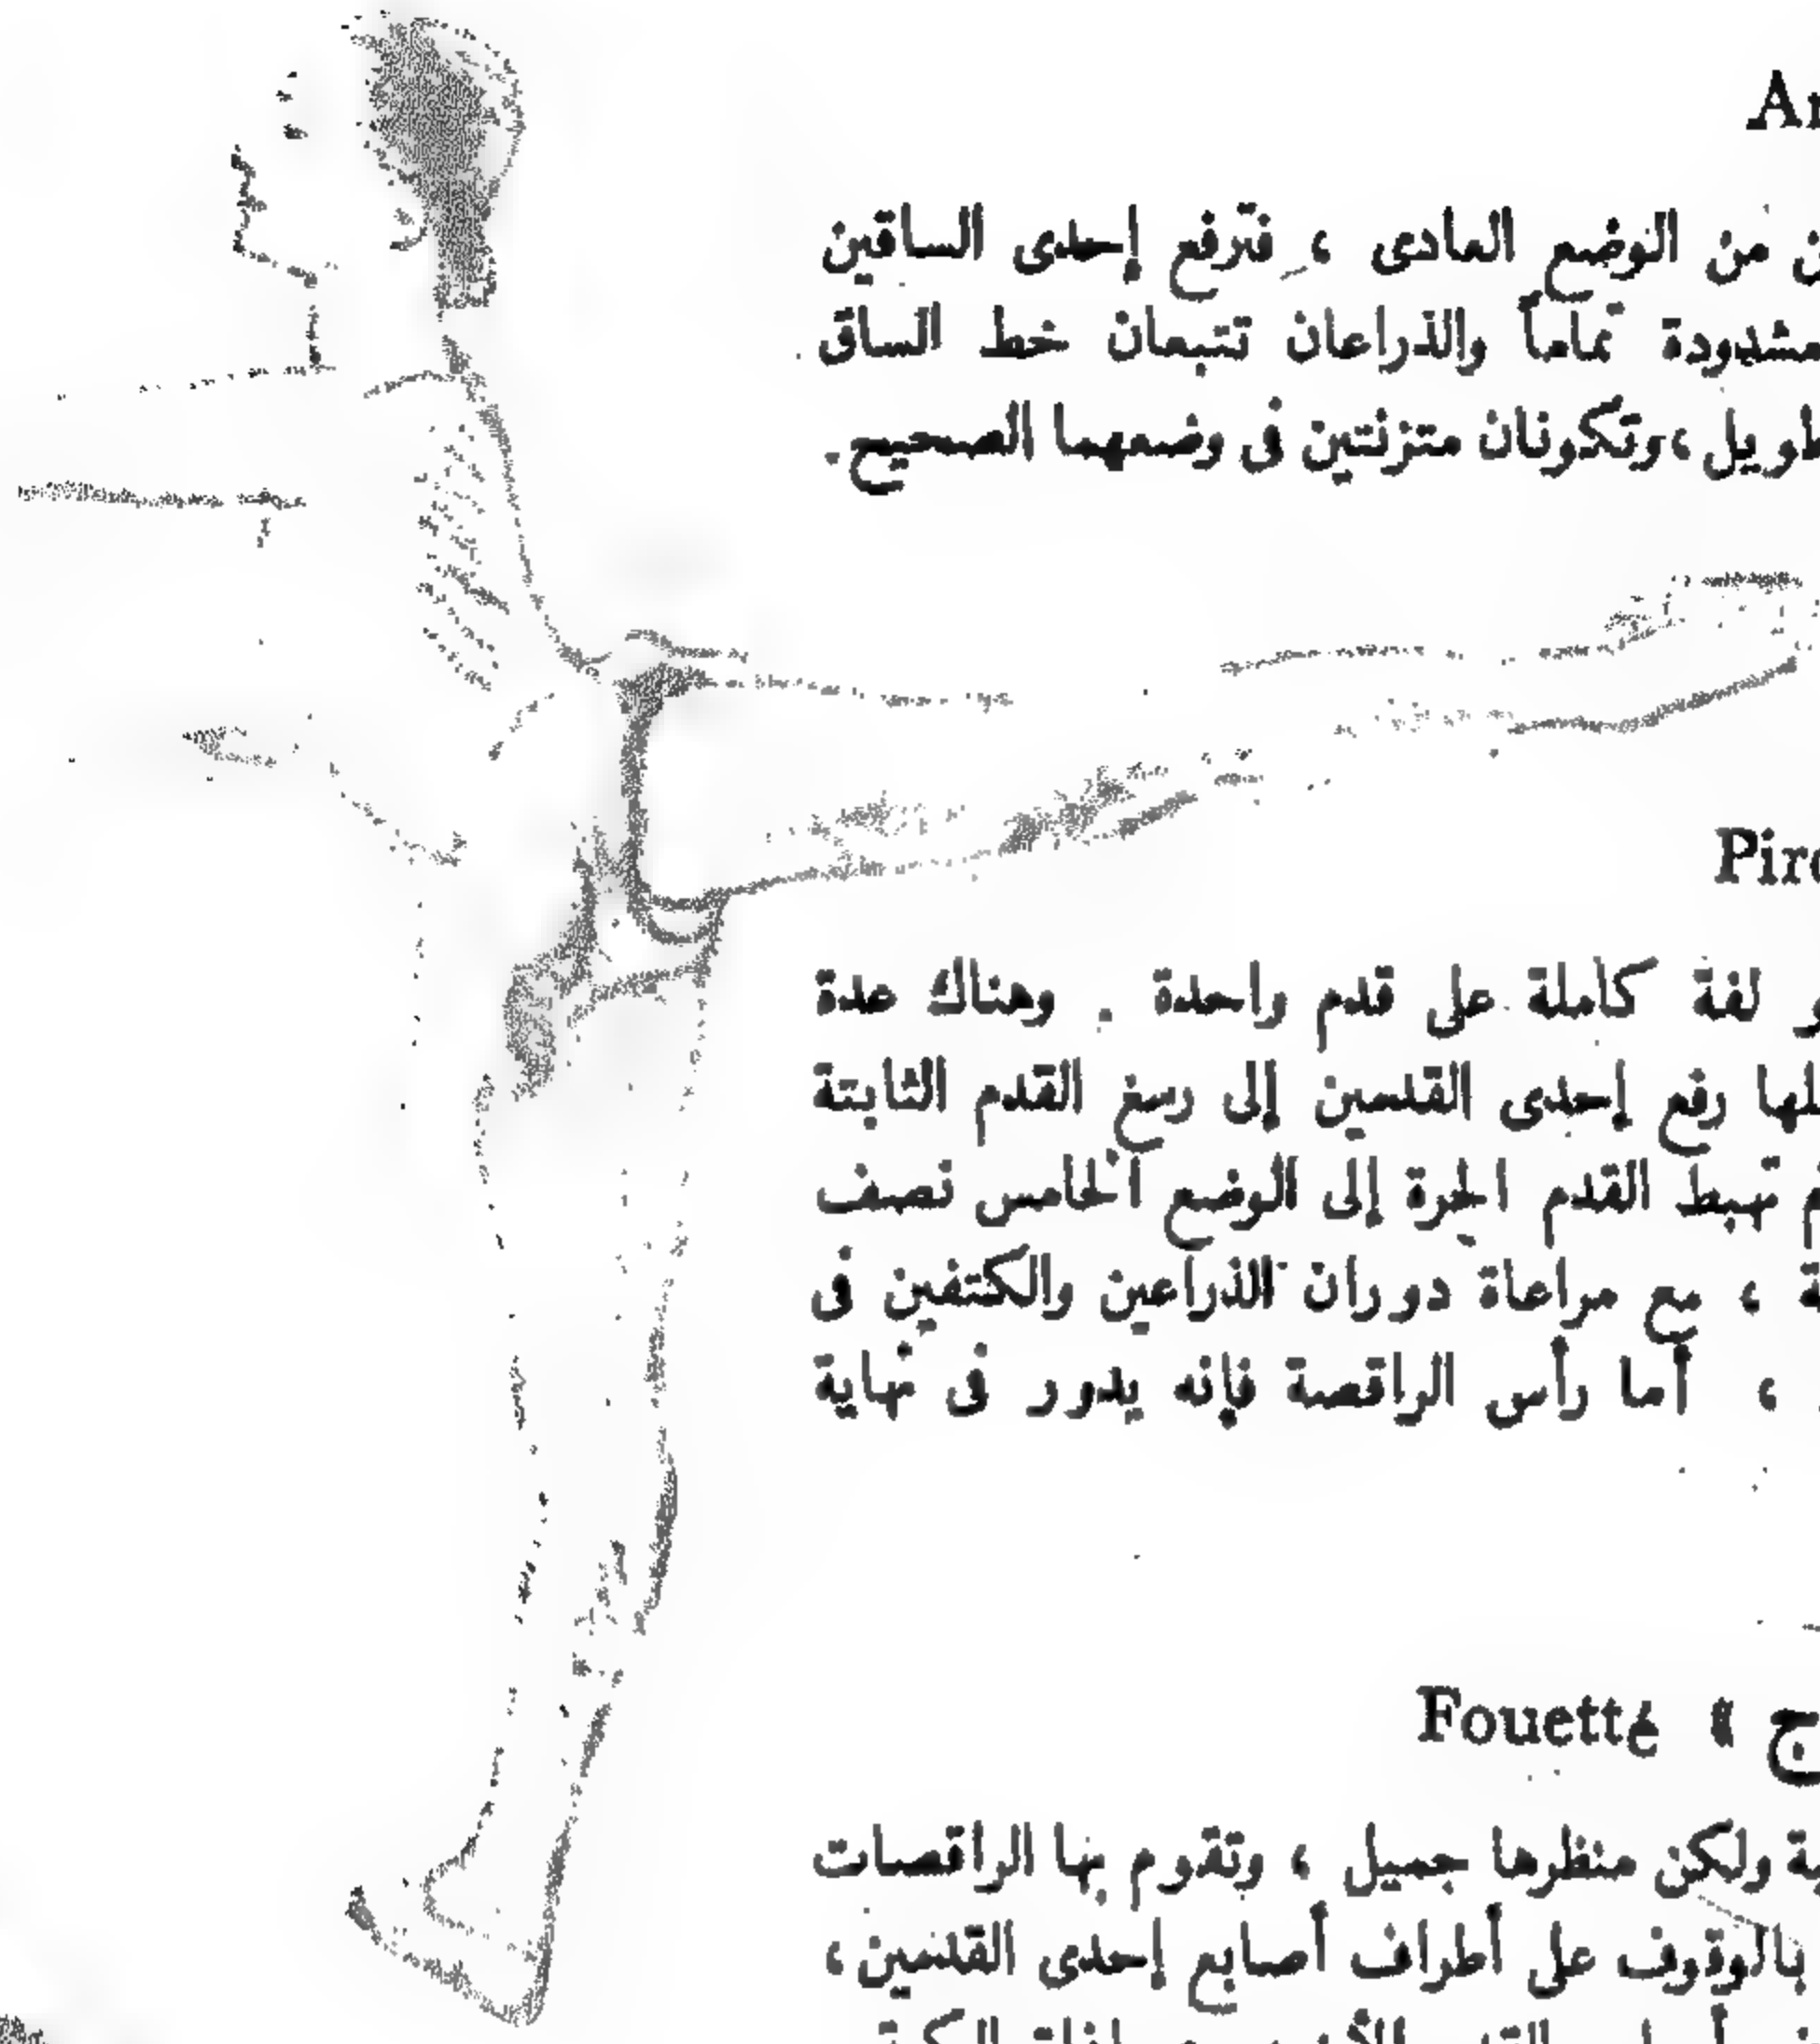 Ar
من الوضع العادى ، فترفع إحدى الساقين
مشدودة تماماً والذراعان تتبعان خط الساق
طويل ،وتكونان متزنتين فى وضعهما الصحيح .
Piro
لفة كاملة على قدم واحدة . وهناك عدة
رفع إحدى القدمين إلى رسغ القدم الثابتة
تهبط القدم الحرة إلى الوضع الخامس نصف
، مع مراعاة دوران الذراعين والكتفين فى
، أما رأس الراقصة فإنه يدور فى نهاية
ج » Fouetté
ولكن منظرها جميل ، وتقوم بها الراقصات
بالوقوف على أطراف أصابع إحدى القدمين ،